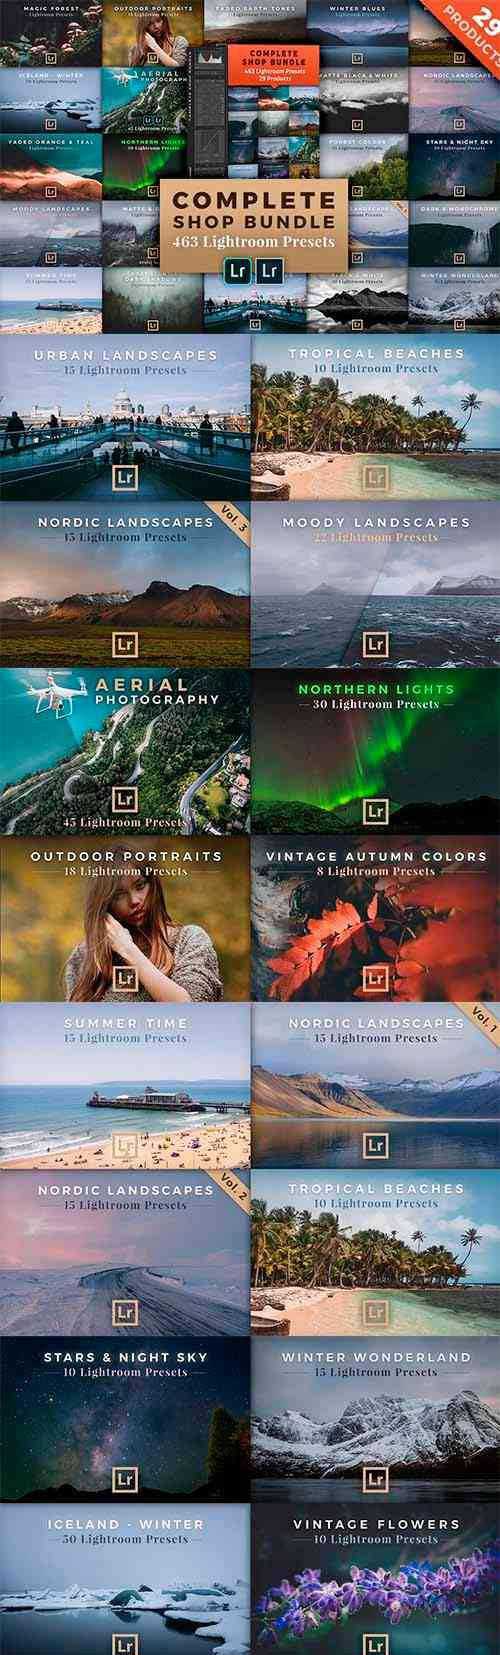 MAGIC FOREST
OUTDOOR PORTRAITS
18 Lightroom Presets
FADED EARTH TONES
WINTER BLUES
29
PRODUCTS
ICELAND - WINTER
AERIAL
PHOTOGRAPHY
COMPLETE
SHOP BUNDLE
463 Lightroom Presets
29 Products
MATTE BLACK & WHITE
NORDIC LANDSCAPES
FADED ORANGE & TEAL
NORTHERN LIGHTS
30 Lightroom Presets
FOREST COLORS
STARS & NIGHT SKY
10 Lightroom Presets
COMPLETE
SHOP BUNDLE
463 Lightroom Presets
Lr Lr
MOODY LANDSCAPES
DARK & MONOCHROME
SUMMER TIME
WINTER WONDERLAND
URBAN LANDSCAPES
15 Lightroom Presets
Lr
TROPICAL BEACHES
10 Lightroom Presets
Lr
NORDIC LANDSCAPES
15 Lightroom Presets
Vol. 3
Lr
MOODY LANDSCAPES
22 Lightroom Presets
Lr
AERIAL
PHOTOGRAPHY
Lr
45 Lightroom Presets
NORTHERN LIGHTS
30 Lightroom Presets
Lr
OUTDOOR PORTRAITS
18 Lightroom Presets
Lr
VINTAGE AUTUMN COLORS
8 Lightroom Presets
Lr
SUMMER TIME
15 Lightroom Presets
Lr
NORDIC LANDSCAPES
15 Lightroom Presets
Vol. 1
Lr
NORDIC LANDSCAPES
15 Lightroom Presets
Vol. 2
Lr
TROPICAL BEACHES
10 Lightroom Presets
Lr
STARS & NIGHT SKY
10 Lightroom Presets
Lr
WINTER WONDERLAND
15 Lightroom Presets
Lr
ICELAND - WINTER
50 Lightroom Presets
Lr
VINTAGE FLOWERS
10 Lightroom Presets
Lr